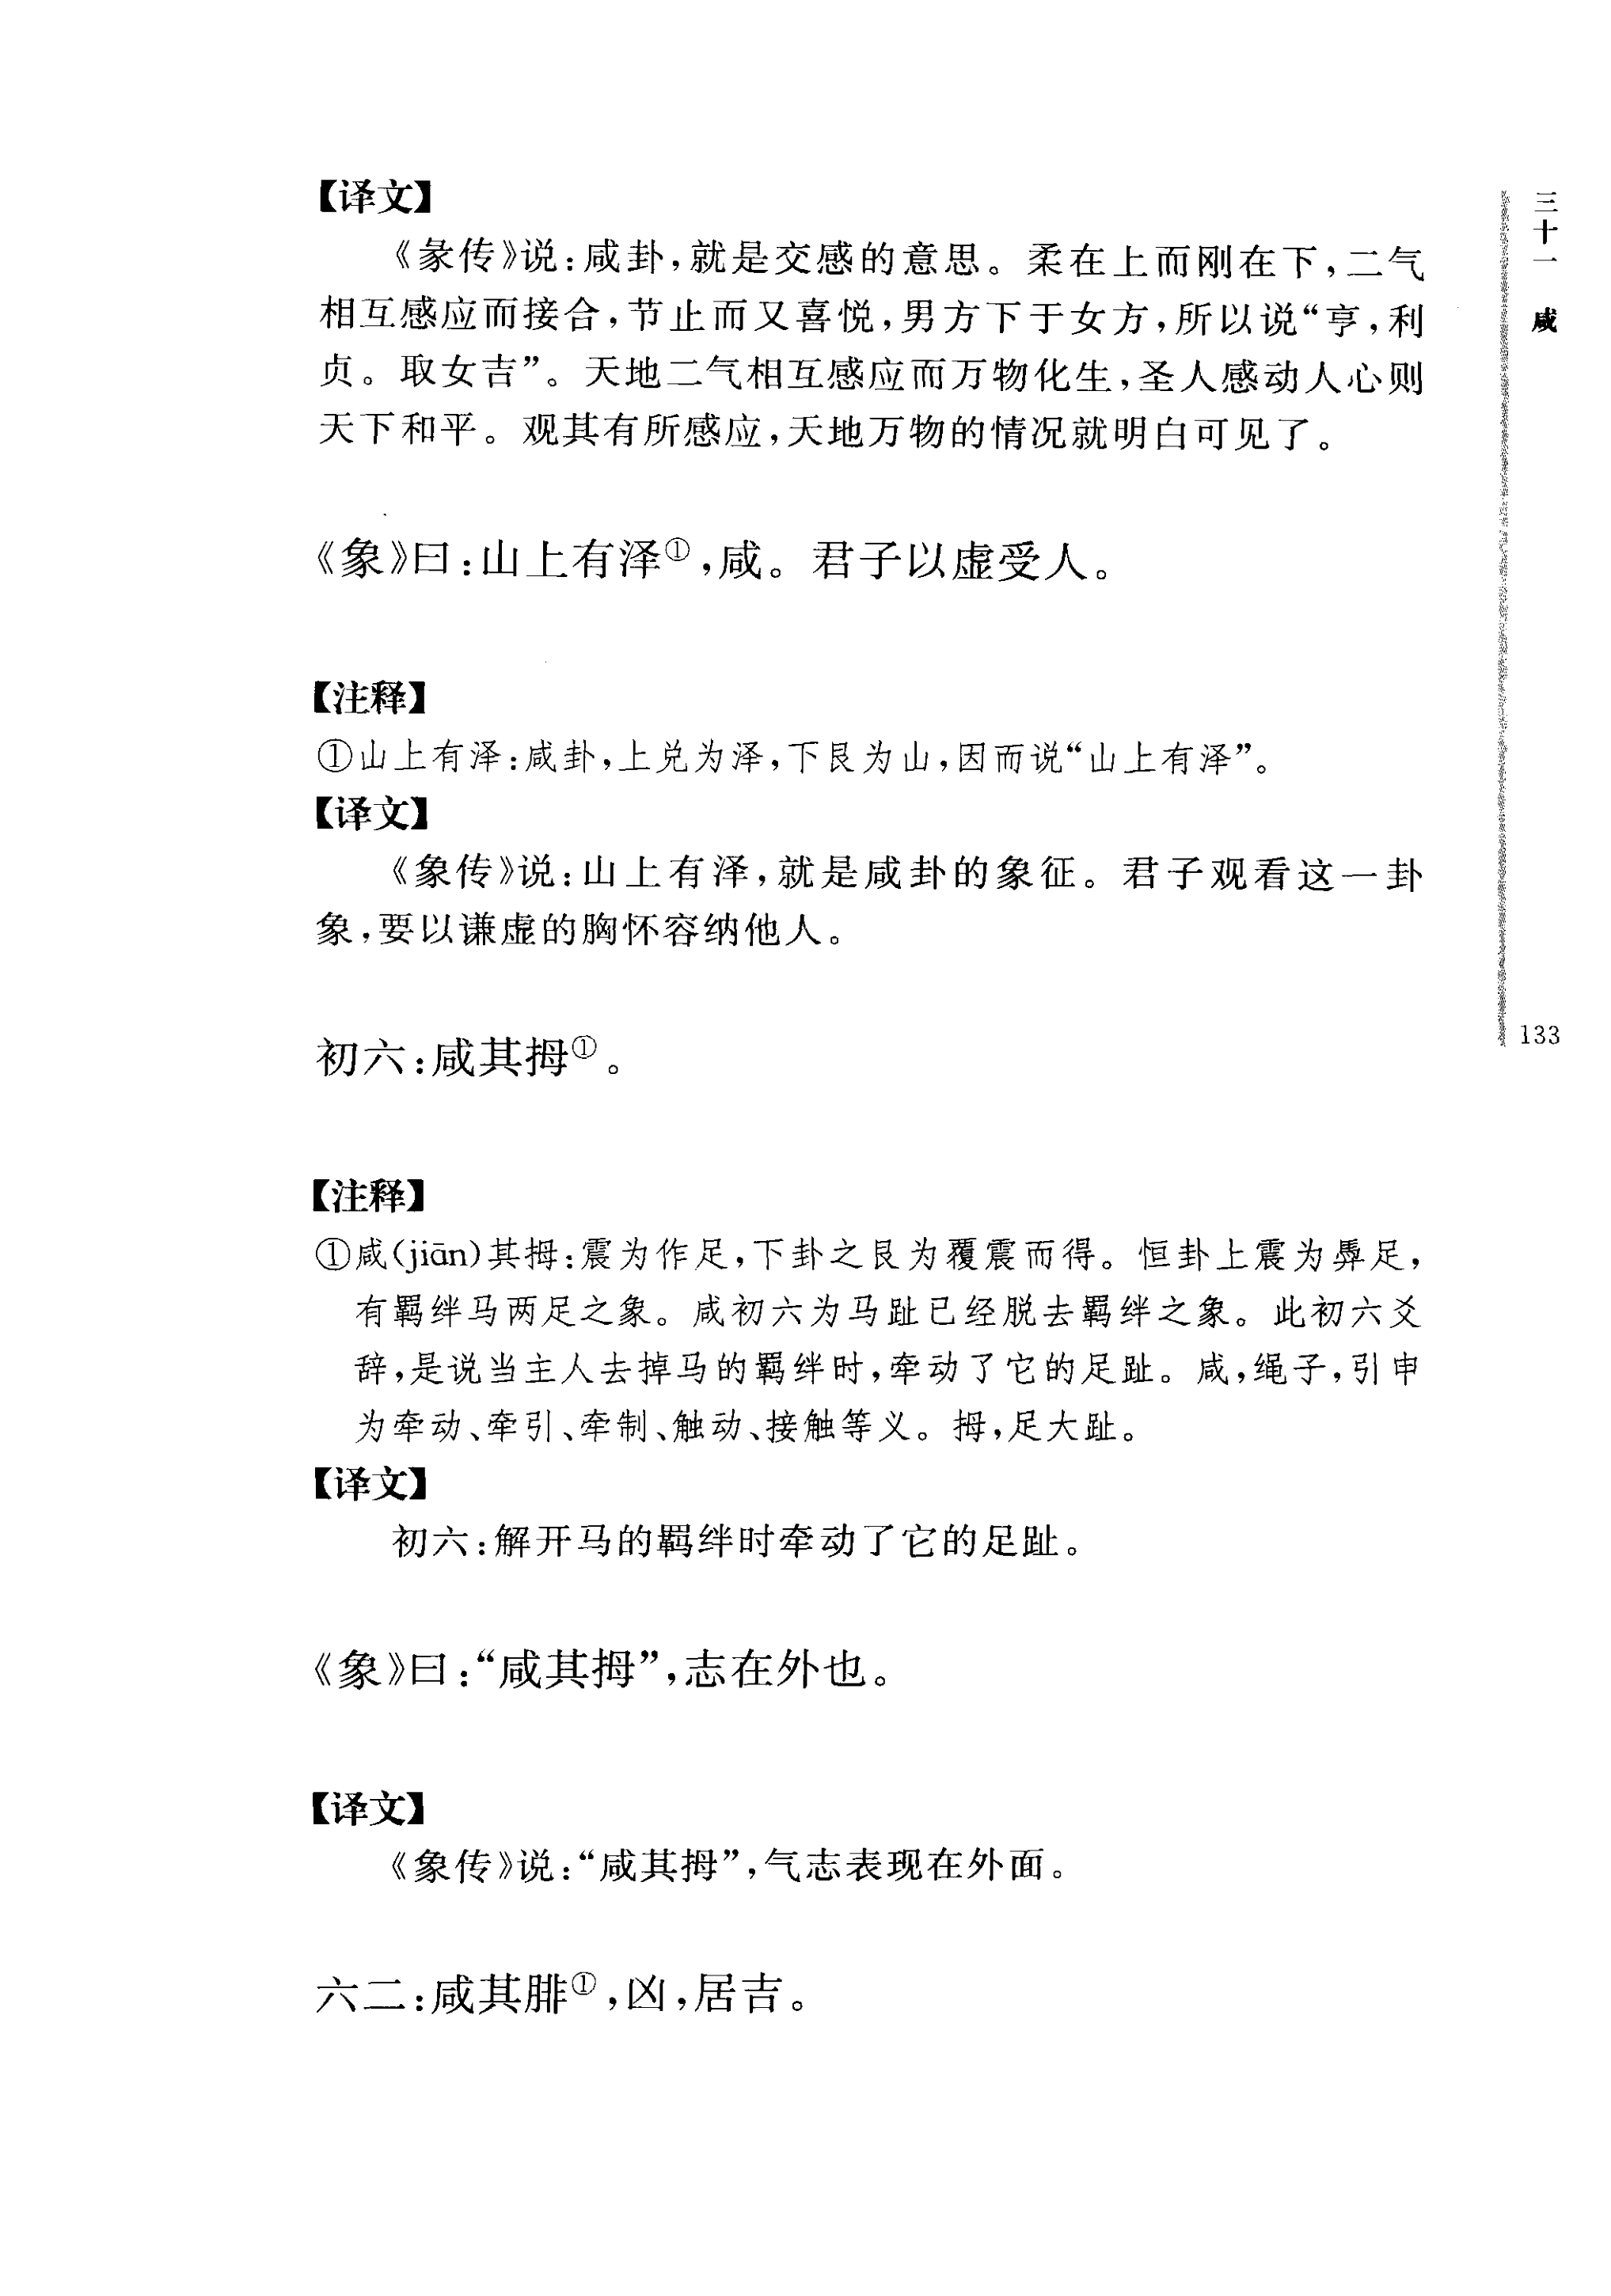 【译文】
《彖传》说:咸卦,就是交感的意思。柔在上而刚在下,二气
相互感应而接合,节止而又喜悦,男方下于女方,所以说“亨,利
贞。取女吉”。天地二气相互感应而万物化生,圣人感动人心则
天下和平。观其有所感应,天地万物的情况就明白可见了。
《象》曰:山上有泽①,咸。君子以虚受人。
【注释】
①山上有泽:咸卦,上兑为泽,下艮为山,因而说“山上有泽”。
【译文】
《象传》说:山上有泽,就是咸卦的象征。君子观看这一卦
象,要以谦虚的胸怀容纳他人。
初六:咸其拇①。
【注释】
①咸(jiān)其拇:震为作足,下卦之艮为覆震而得。恒卦上震为馵足,
有羁绊马两足之象。咸初六为马趾已经脱去羁绊之象。此初六爻
辞,是说当主人去掉马的羁绊时,牵动了它的足趾。咸,绳子,引申
为牵动、牵引、牵制、触动、接触等义。拇,足大趾。
【译文】
初六:解开马的羁绊时牵动了它的足趾。
《象》曰:“咸其拇”,志在外也。
【译文】
《象传》说:“咸其拇”,气志表现在外面。
六二:咸其腓①,凶,居吉。
三十一 咸
133